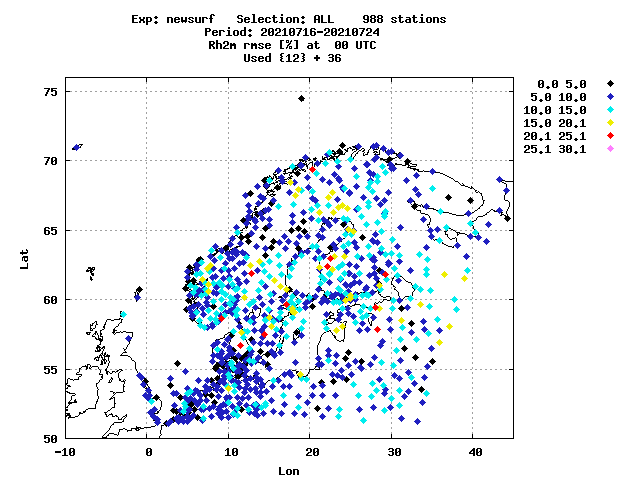 Exp: newsurf   Selection: ALL    988 stations
Period: 20210716-20210724
Rh2m rmse [%] at  00 UTC
Used {12} + 36
0.0 5.0
5.0 10.0
10.0 15.0
15.0 20.1
20.1 25.1
25.1 30.1
75
70
65
60
55
50
Lat
-10 0 10 20 30 40
Lon